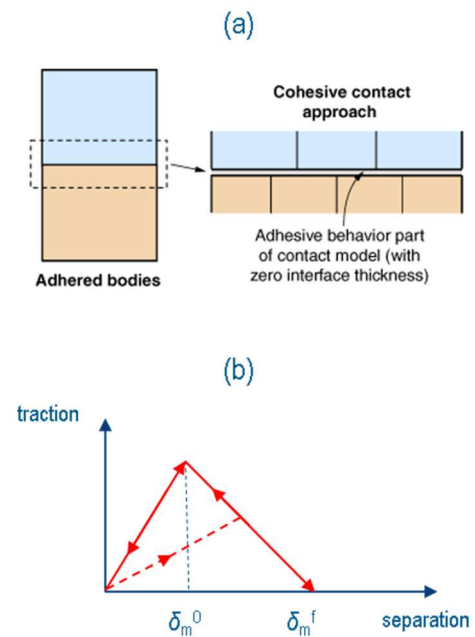 (a)
Cohesive contact
approach
Adhered bodies
Adhesive behavior part
of contact model (with
zero interface thickness)
(b)
traction
δₘ⁰
δₘᶠ
separation